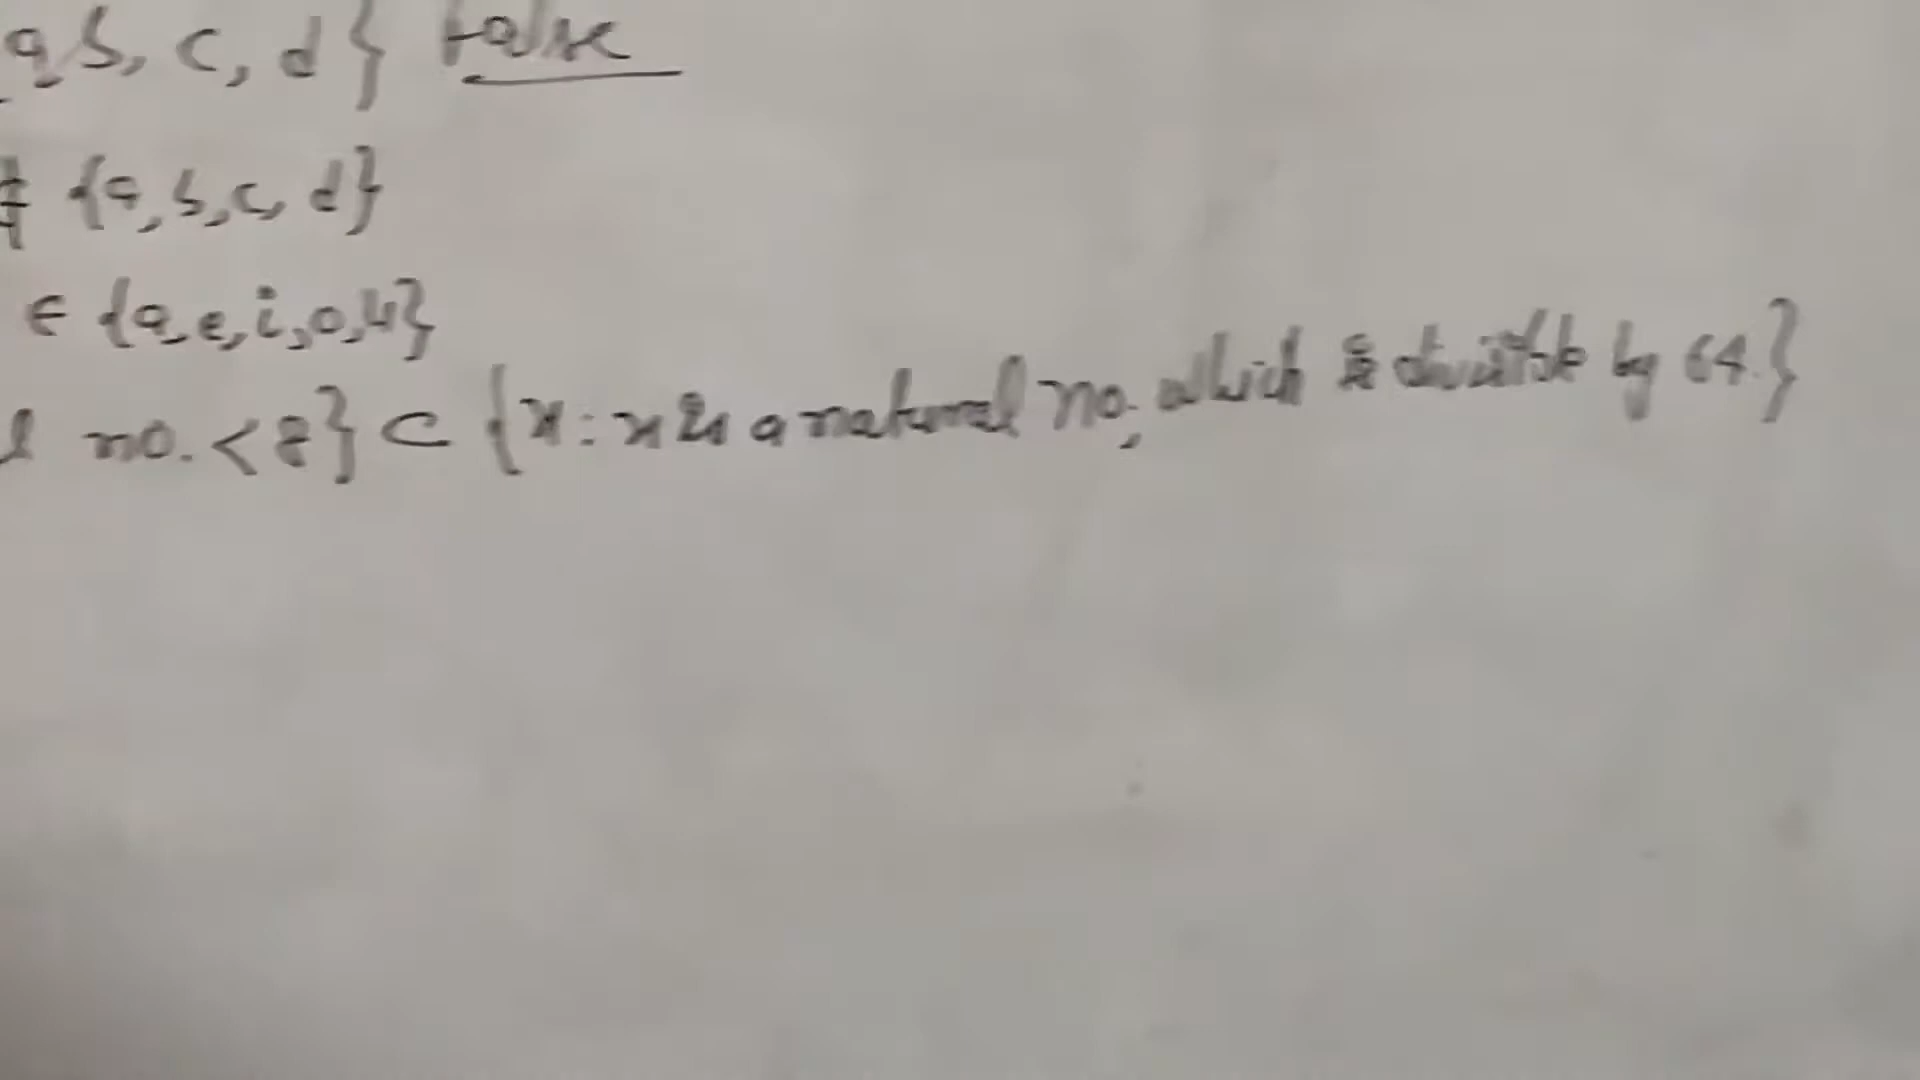 a, b, c, d} False
{a, b, c, d}
∈ {a, e, i, o, u}
l no. < 8} ⊂ {x : x is a natural no, which is divisible by 64.}